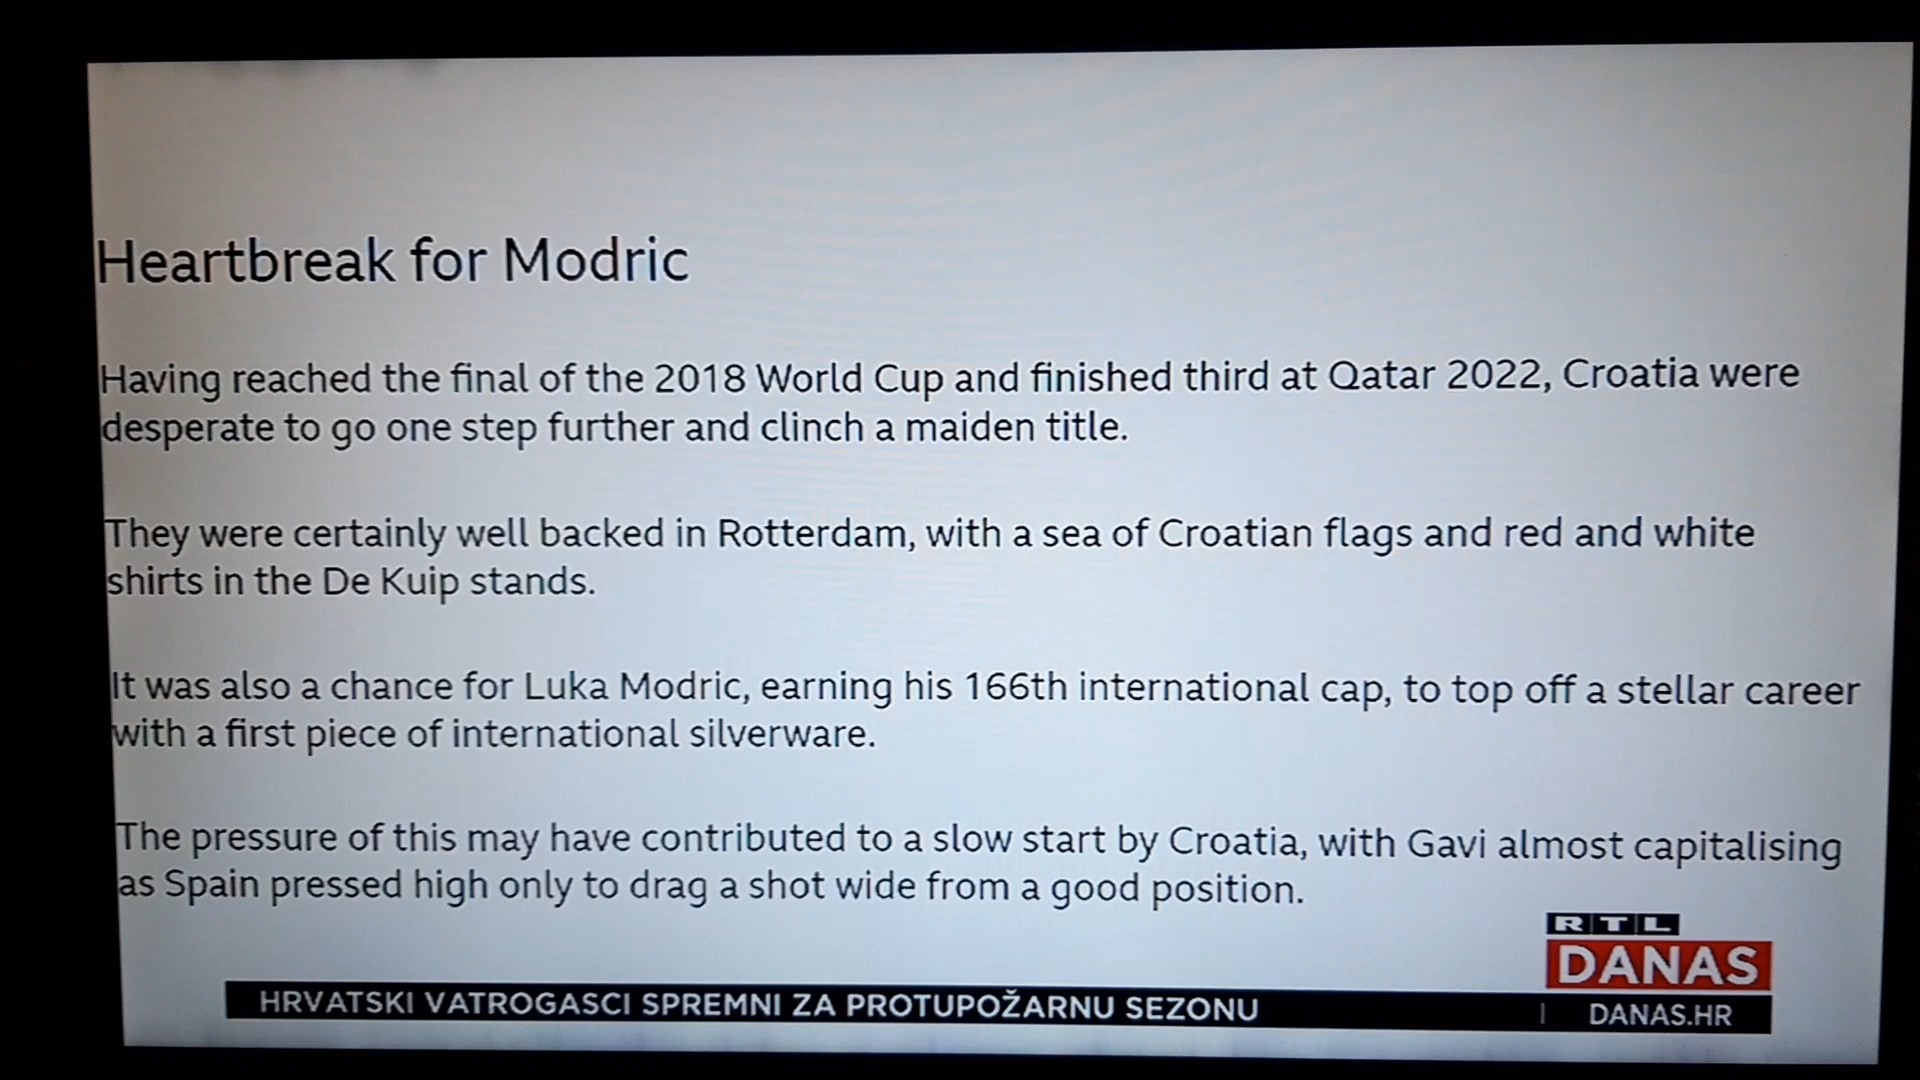 Heartbreak for Modric
Having reached the final of the 2018 World Cup and finished third at Qatar 2022, Croatia were
desperate to go one step further and clinch a maiden title.
They were certainly well backed in Rotterdam, with a sea of Croatian flags and red and white
shirts in the De Kuip stands.
It was also a chance for Luka Modric, earning his 166th international cap, to top off a stellar career
with a first piece of international silverware.
The pressure of this may have contributed to a slow start by Croatia, with Gavi almost capitalising
as Spain pressed high only to drag a shot wide from a good position.
RTL
DANAS
HRVATSKI VATROGASCI SPREMNI ZA PROTUPOŽARNU SEZONU
DANAS.HR